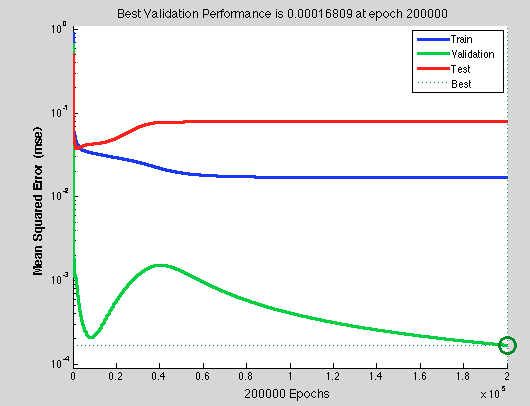 Best Validation Performance is 0.00016809 at epoch 200000
Mean Squared Error (mse)
10^0
10^-1
10^-2
10^-3
10^-4
Train
Validation
Test
Best
0 0.2 0.4 0.6 0.8 1 1.2 1.4 1.6 1.8 2
x 10^5
200000 Epochs